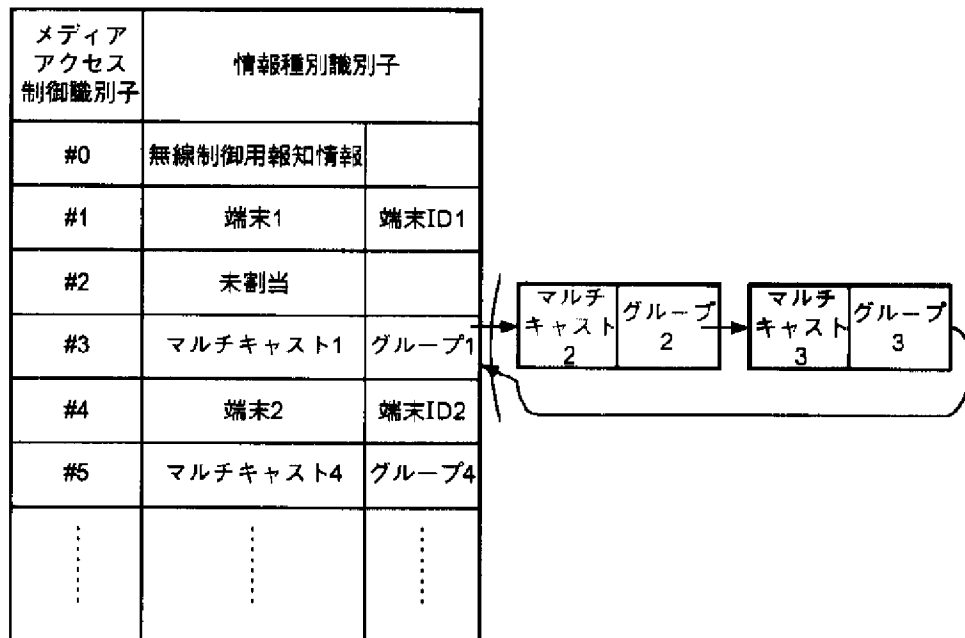 メディア
アクセス
制御識別子
情報種別識別子
#0
無線制御用報知情報
#1
端末1
端末ID1
#2
未割当
#3
マルチキャスト1
グループ1
マルチ
キャスト
2
グループ
2
マルチ
キャスト
3
グループ
3
#4
端末2
端末ID2
#5
マルチキャスト4
グループ4